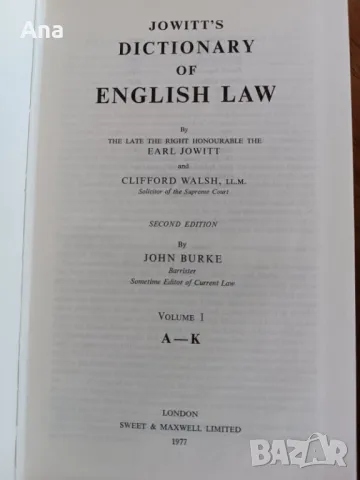 Ana
JOWITT'S
DICTIONARY
OF
ENGLISH LAW
By
THE LATE THE RIGHT HONOURABLE THE
EARL JOWITT
and
CLIFFORD WALSH, LL.M.
Solicitor of the Supreme Court
SECOND EDITION
By
JOHN BURKE
Barrister
Sometime Editor of Current Law
VOLUME 1
A—K
LONDON
SWEET & MAXWELL LIMITED
1977
BAZAR
bg